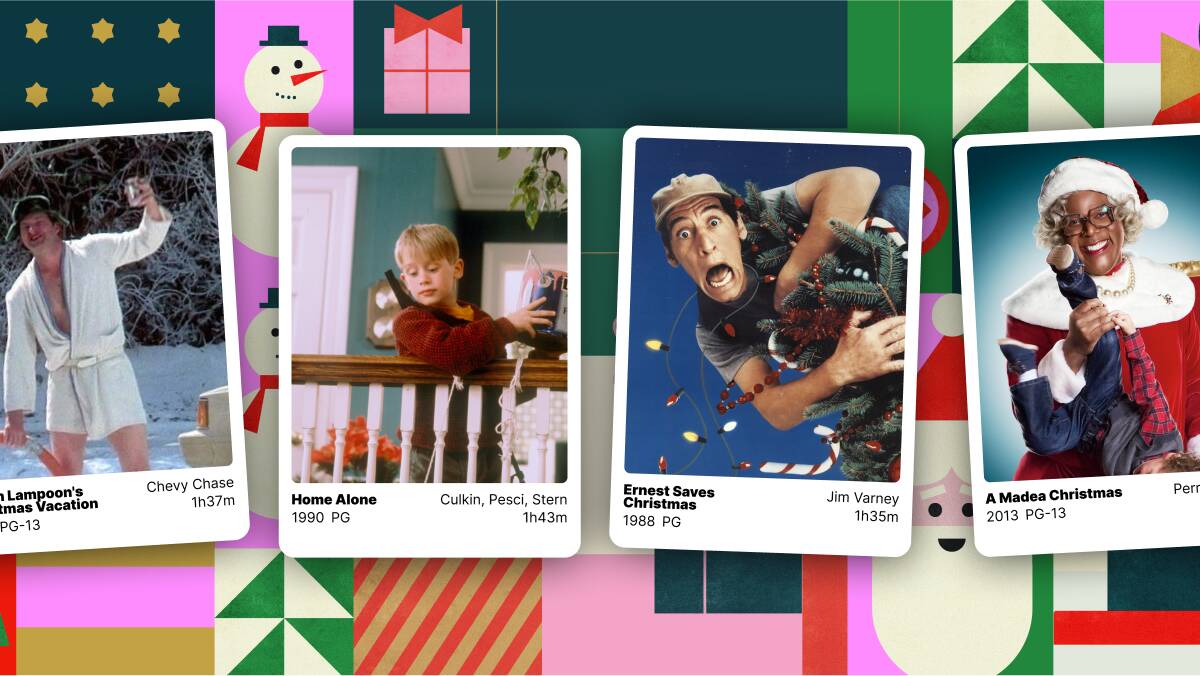 n Lampoon's
tmas Vacation
PG-13
Chevy Chase
1h37m
Home Alone
1990 PG
Culkin, Pesci, Stern
1h43m
Ernest Saves
Christmas
1988 PG
Jim Varney
1h35m
A Madea Christmas
2013 PG-13
Perr